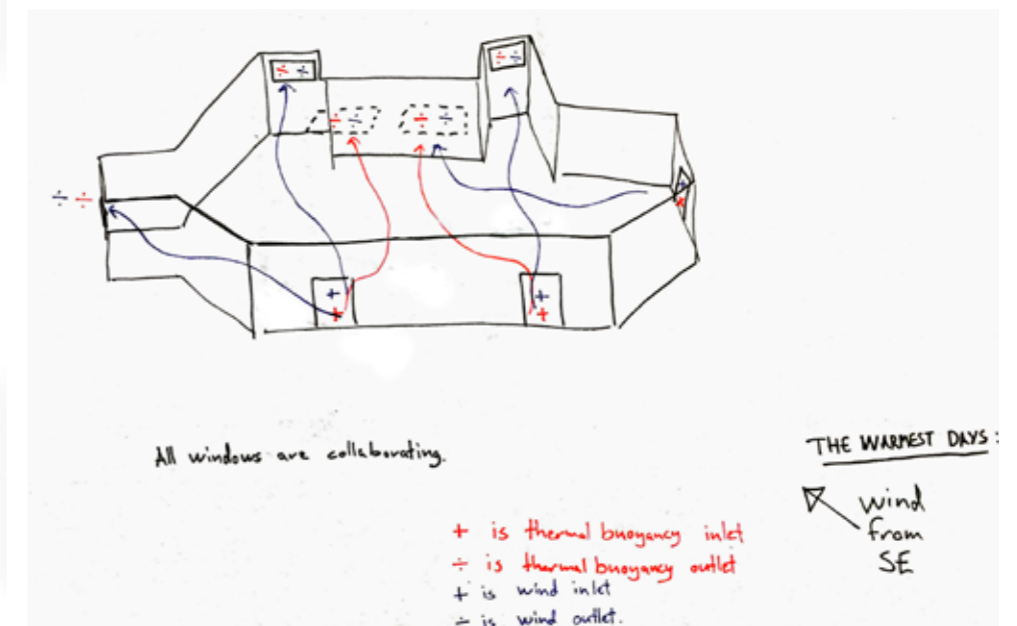 ÷ ÷
÷ ÷
÷ ÷
÷ ÷
÷ ÷
+
+
+
+
+
+
All windows are collaborating.
THE WARMEST DAYS:
wind
from
SE
+ is thermal buoyancy inlet
÷ is thermal buoyancy outlet
+ is wind inlet
÷ is wind outlet.